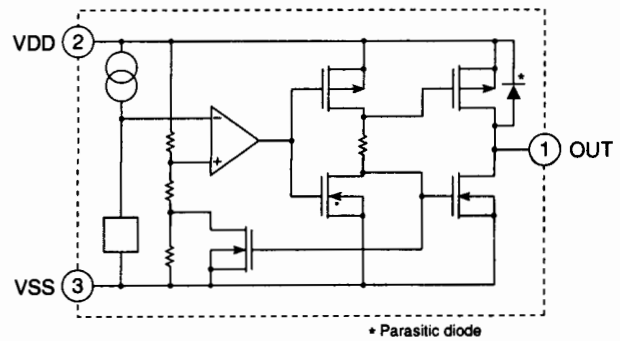 VDD 2
*
−
+
1 OUT
VSS 3
* Parasitic diode